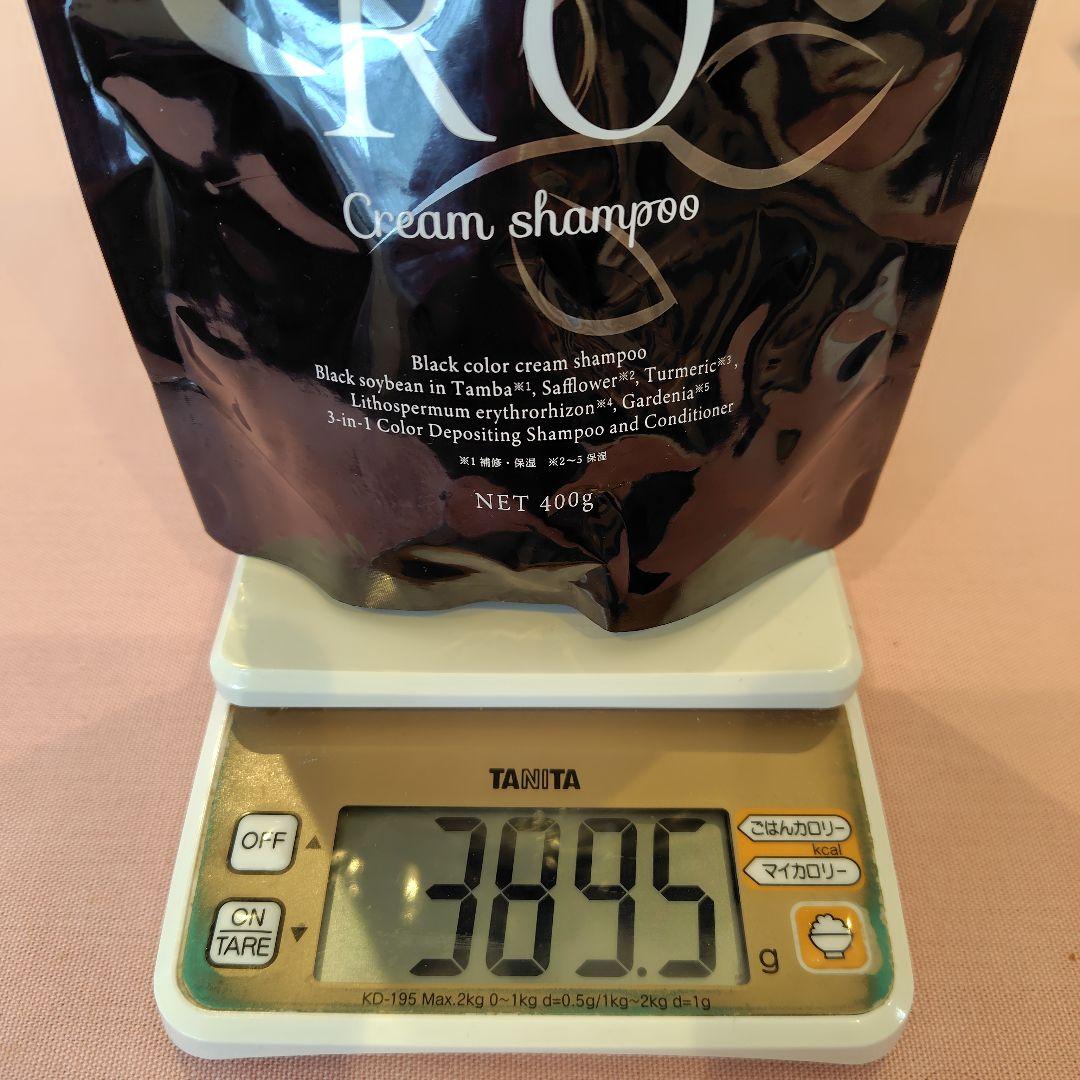 RO
Cream shampoo
Black color cream shampoo
Black soybean in Tamba※1, Safflower※2, Turmeric※3,
Lithospermum erythrorhizon※4, Gardenia※5
3-in-1 Color Depositing Shampoo and Conditioner
※1 補修・保湿 ※2〜5 保湿
NET 400g
TANITA
OFF
ON
TARE
389.5
g
ごはんカロリー
kcal
マイカロリー
KD-195 Max.2kg 0~1kg d=0.5g/1kg~2kg d=1g